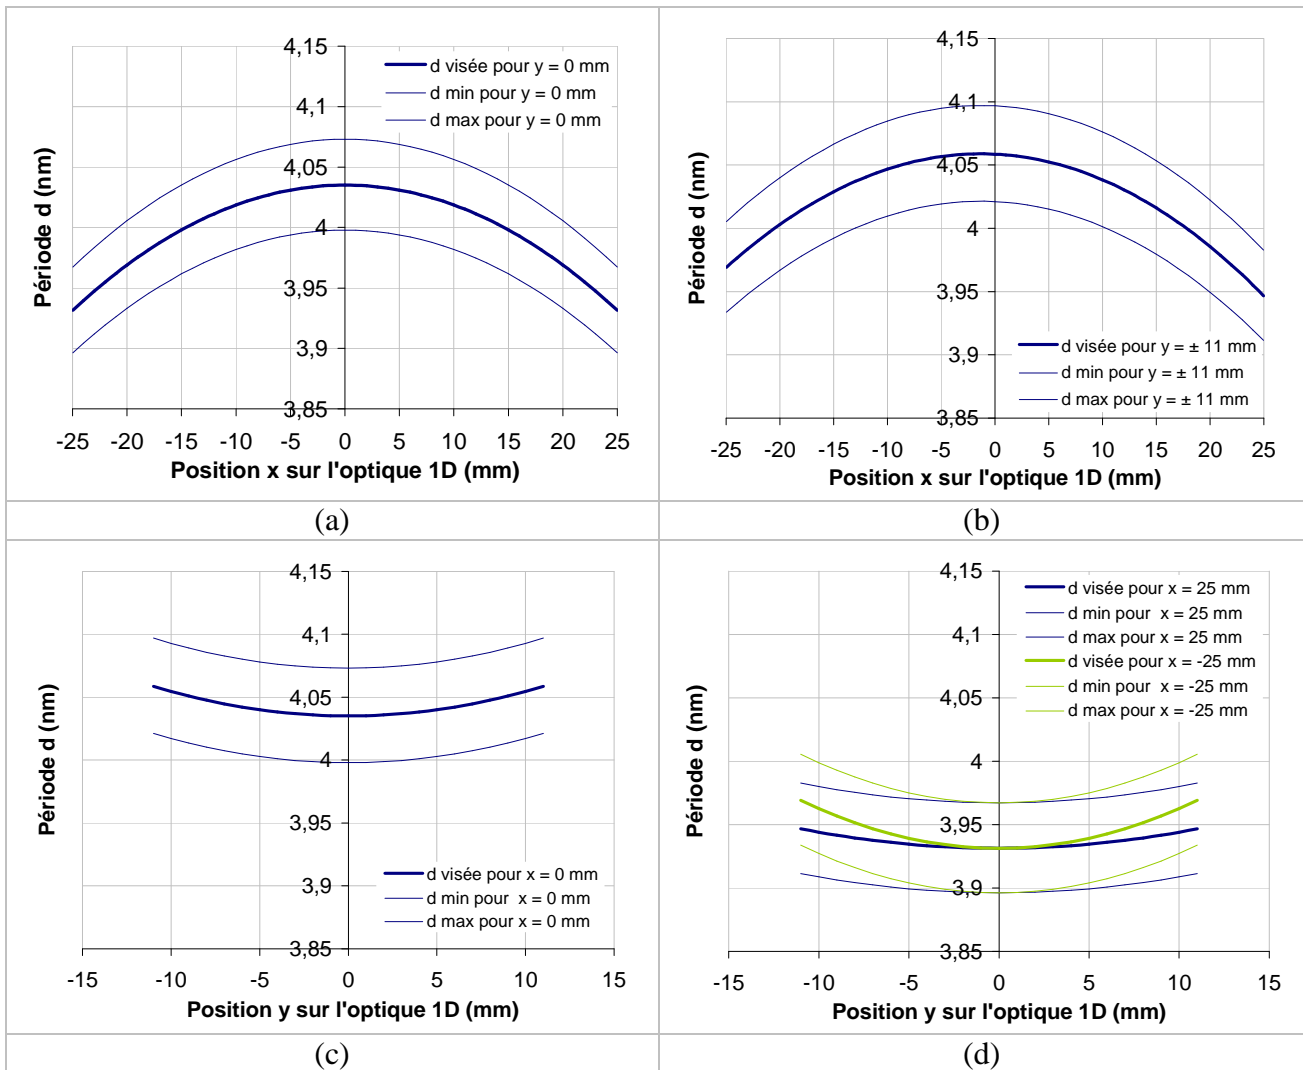 4,15
4,1
4,05
4
3,95
3,9
3,85
Période d (nm)
d visée pour y = 0 mm
d min pour y = 0 mm
d max pour y = 0 mm
-25 -20 -15 -10 -5 0 5 10 15 20 25
Position x sur l'optique 1D (mm)
(a)
4,15
4,1
4,05
4
3,95
3,9
3,85
Période d (nm)
d visée pour y = ± 11 mm
d min pour y = ± 11 mm
d max pour y = ± 11 mm
-25 -20 -15 -10 -5 0 5 10 15 20 25
Position x sur l'optique 1D (mm)
(b)
4,15
4,1
4,05
4
3,95
3,9
3,85
Période d (nm)
d visée pour x = 0 mm
d min pour x = 0 mm
d max pour x = 0 mm
-15 -10 -5 0 5 10 15
Position y sur l'optique 1D (mm)
(c)
4,15
4,1
4,05
4
3,95
3,9
3,85
Période d (nm)
d visée pour x = 25 mm
d min pour x = 25 mm
d max pour x = 25 mm
d visée pour x = -25 mm
d min pour x = -25 mm
d max pour x = -25 mm
-15 -10 -5 0 5 10 15
Position y sur l'optique 1D (mm)
(d)